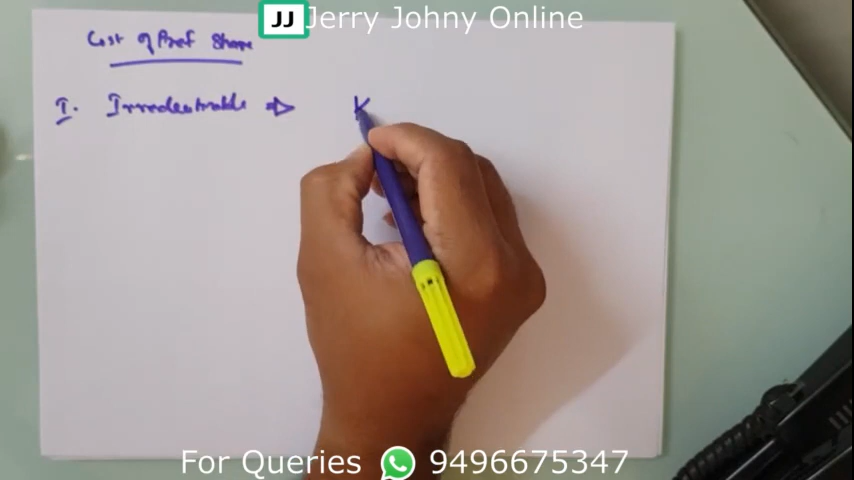 JJ Jerry Johny Online
Cost of Pref Share
I. Irredeemable ⇒ K
For Queries 9496675347